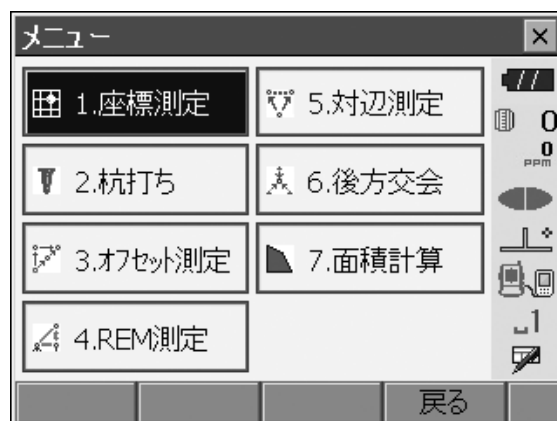 メニュー
1.座標測定
2.杭打ち
3.オフセット測定
4.REM測定
5.対辺測定
6.後方交会
7.面積計算
0
0
PPM
1
戻る